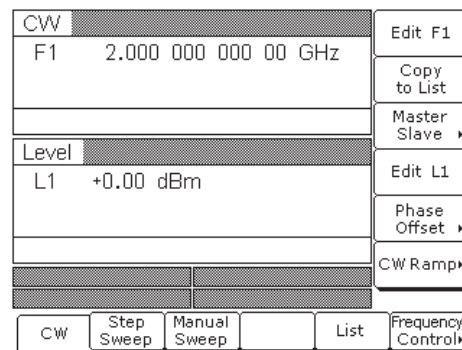 CW
F1 2.000 000 000 00 GHz
Level
L1 +0.00 dBm
Edit F1
Copy
to List
Master
Slave
Edit L1
Phase
Offset
CW Ramp
CW
Step
Sweep
Manual
Sweep
List
Frequency
Control